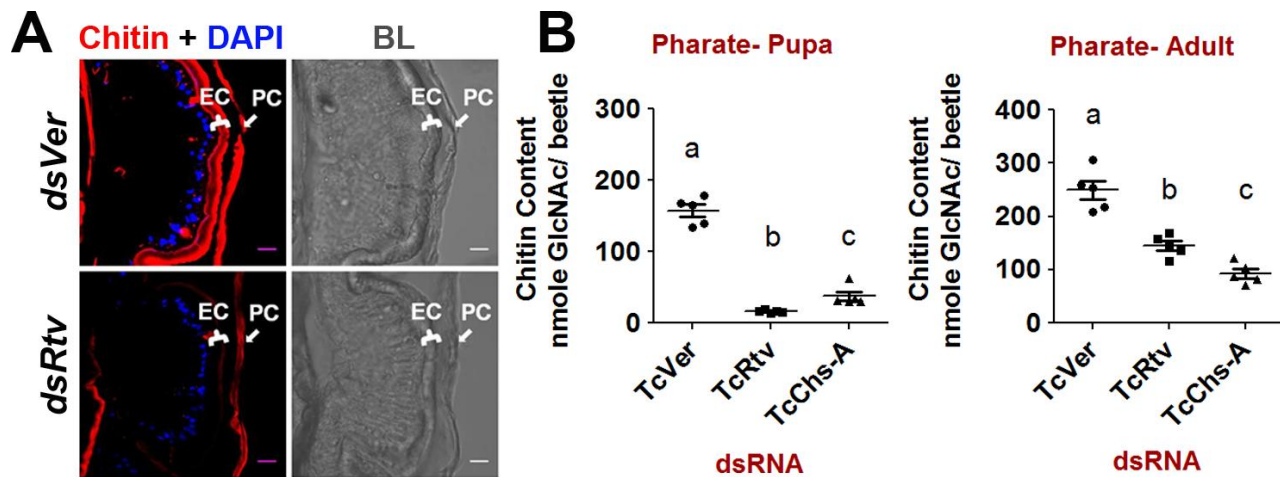 A
Chitin + DAPI
BL
dsVer
EC
PC
EC
PC
dsRtv
EC
PC
EC
PC
B
Pharate- Pupa
Chitin Content
nmole GlcNAc/ beetle
300
200
100
0
a
b
c
TcVer
TcRtv
TcChs-A
dsRNA
Pharate- Adult
Chitin Content
nmole GlcNAc/ beetle
400
300
200
100
0
a
b
c
TcVer
TcRtv
TcChs-A
dsRNA